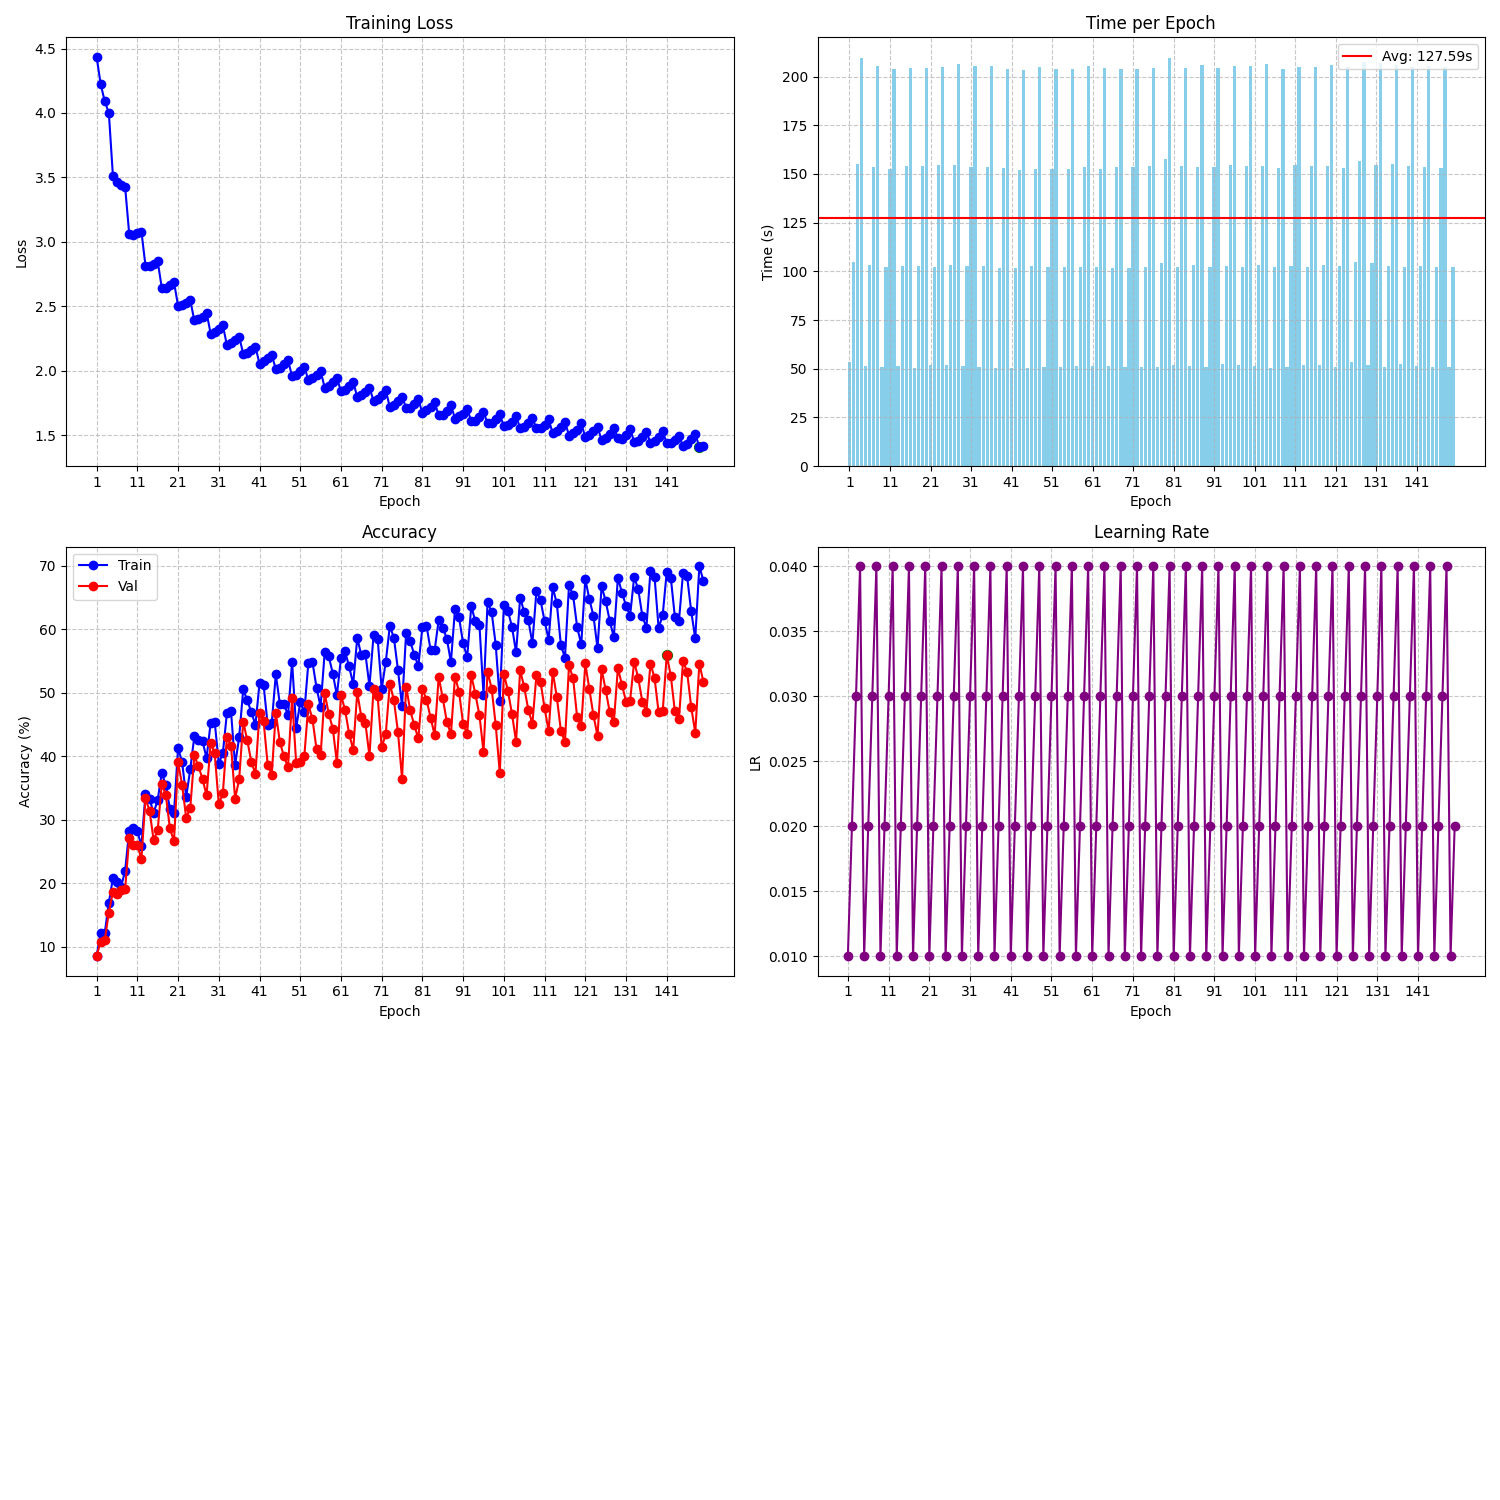 Training Loss
4.5
4.0
3.5
3.0
2.5
2.0
1.5
Loss
1 11 21 31 41 51 61 71 81 91 101 111 121 131 141
Epoch
Time per Epoch
Avg: 127.59s
200
175
150
125
100
75
50
25
0
Time (s)
1 11 21 31 41 51 61 71 81 91 101 111 121 131 141
Epoch
Accuracy
Train
Val
70
60
50
40
30
20
10
Accuracy (%)
1 11 21 31 41 51 61 71 81 91 101 111 121 131 141
Epoch
Learning Rate
0.040
0.035
0.030
0.025
0.020
0.015
0.010
LR
1 11 21 31 41 51 61 71 81 91 101 111 121 131 141
Epoch